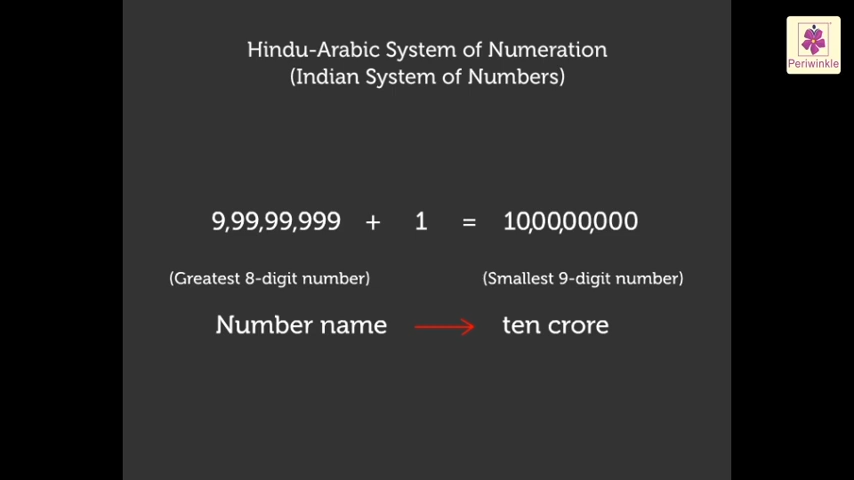 Hindu-Arabic System of Numeration
(Indian System of Numbers)
Periwinkle
9,99,99,999 + 1 = 10,00,00,000
(Greatest 8-digit number) (Smallest 9-digit number)
Number name ten crore